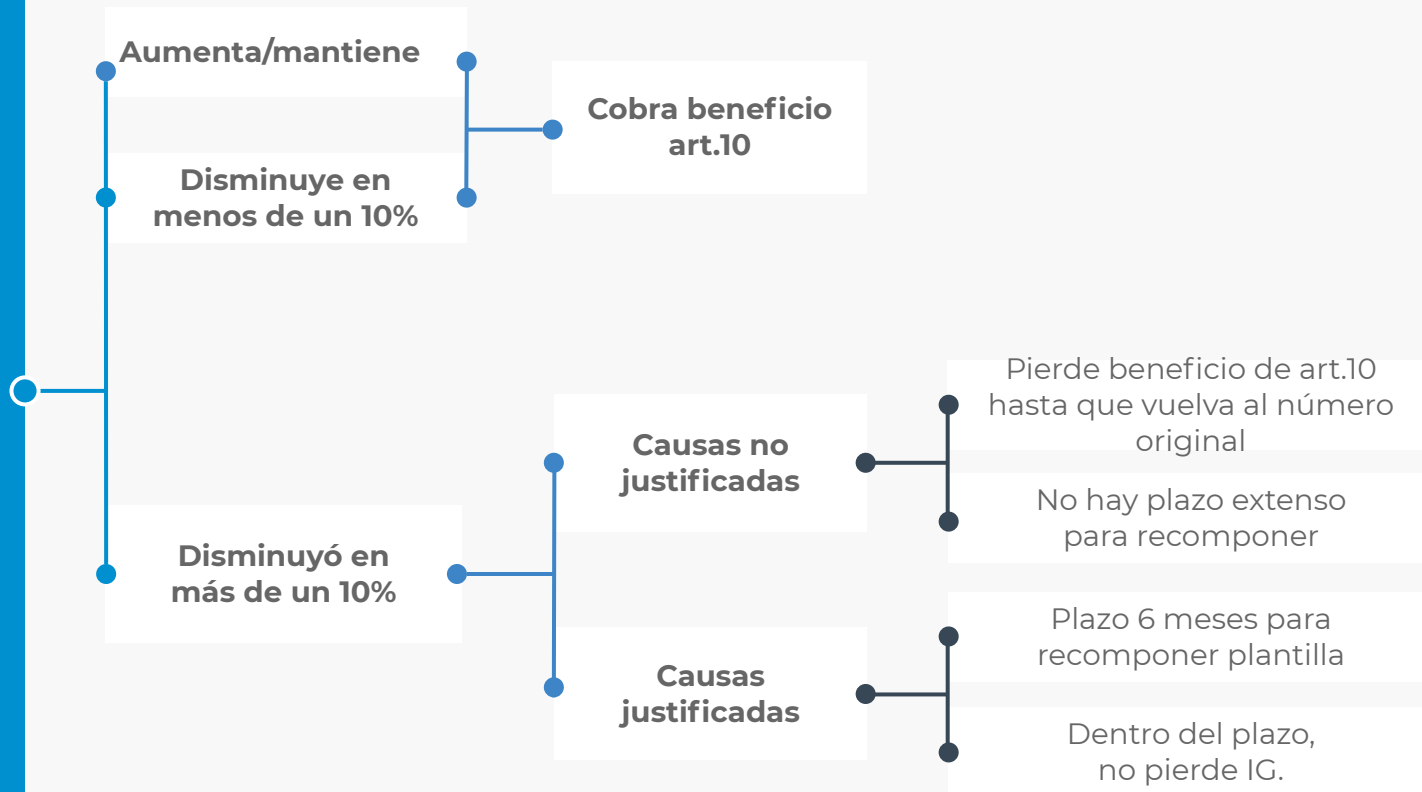 Aumenta/mantiene
Disminuye en
menos de un 10%
Cobra beneficio
art.10
Disminuyó en
más de un 10%
Causas no
justificadas
Pierde beneficio de art.10
hasta que vuelva al número
original
No hay plazo extenso
para recomponer
Causas
justificadas
Plazo 6 meses para
recomponer plantilla
Dentro del plazo,
no pierde IG.